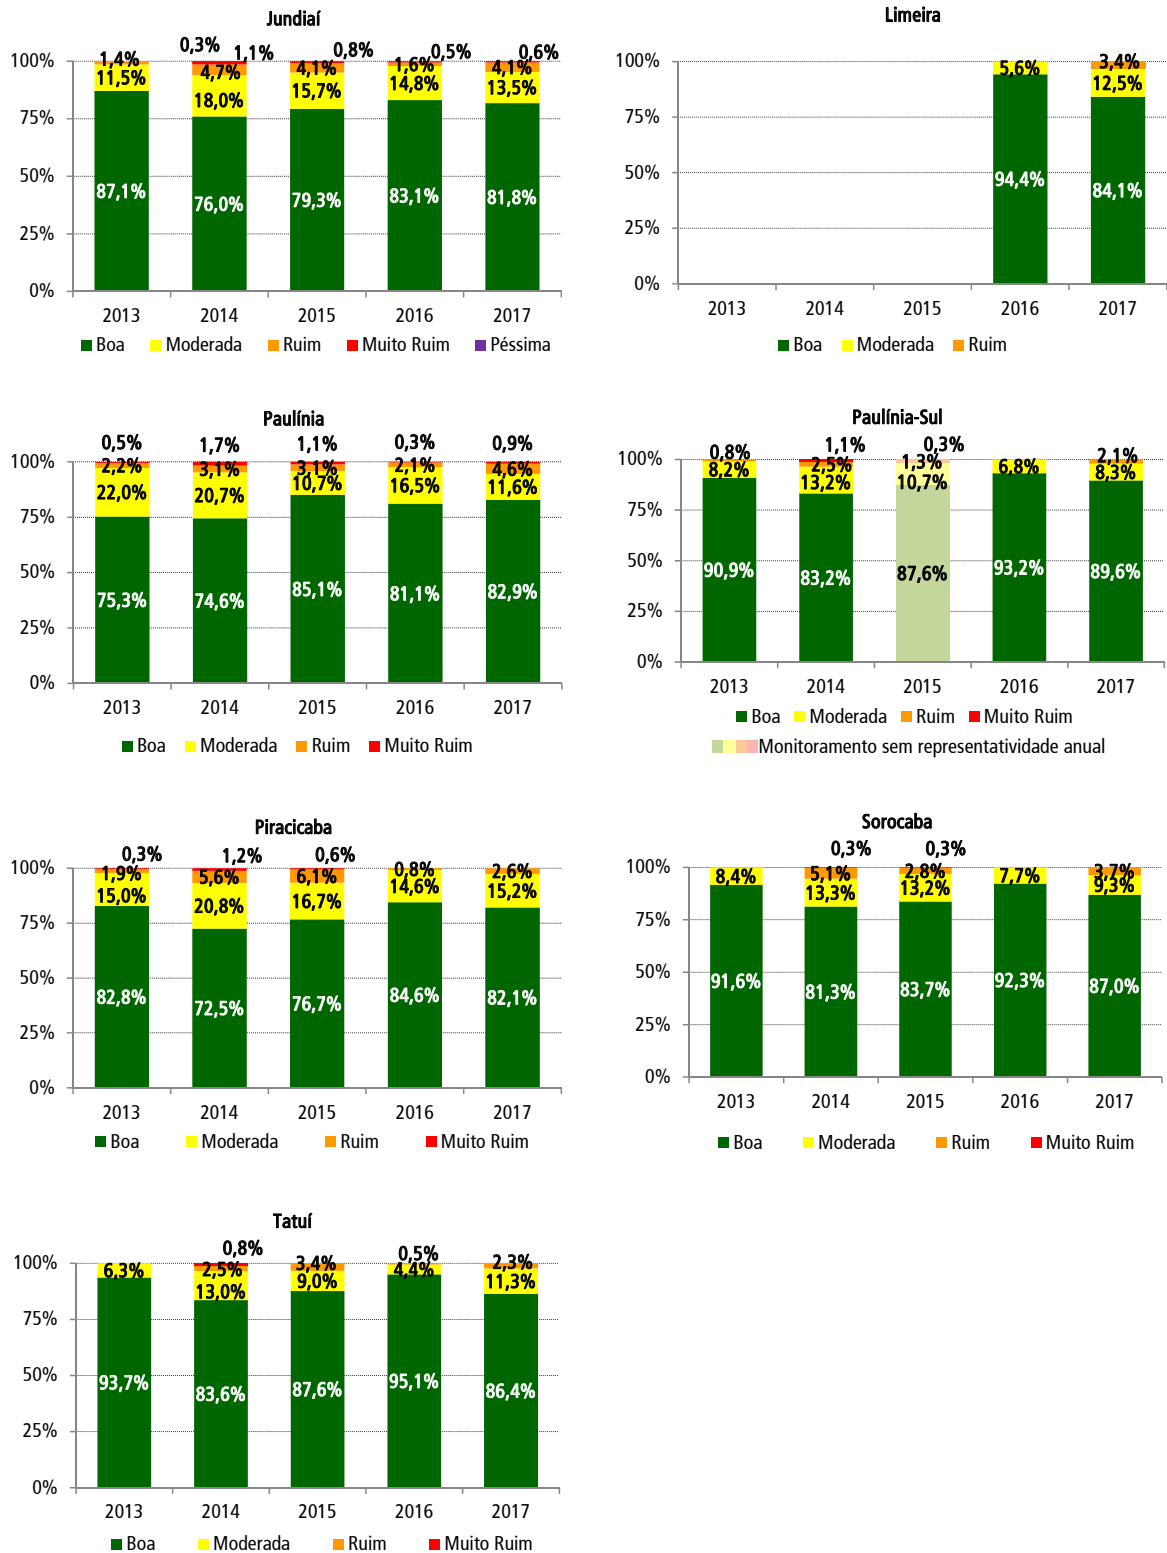 Jundiaí
0,3% 1,1% 0,8% 0,5% 0,6%
100% 1,4% 4,7% 4,1% 1,6% 4,1%
11,5% 18,0% 15,7% 14,8% 13,5%
75%
50% 87,1% 76,0% 79,3% 83,1% 81,8%
25%
0%
2013 2014 2015 2016 2017
Boa Moderada Ruim Muito Ruim Péssima
Limeira
100% 5,6% 3,4%
12,5%
75%
50% 94,4% 84,1%
25%
0%
2013 2014 2015 2016 2017
Boa Moderada Ruim
Paulínia
0,5% 1,7% 1,1% 0,3% 0,9%
100% 2,2% 3,1% 3,1% 2,1% 4,6%
22,0% 20,7% 10,7% 16,5% 11,6%
75%
50% 75,3% 74,6% 85,1% 81,1% 82,9%
25%
0%
2013 2014 2015 2016 2017
Boa Moderada Ruim Muito Ruim
Paulínia-Sul
0,8% 1,1% 0,3% 2,1%
100% 8,2% 2,5% 1,3% 6,8% 8,3%
13,2% 10,7%
75%
50% 90,9% 83,2% 87,6% 93,2% 89,6%
25%
0%
2013 2014 2015 2016 2017
Boa Moderada Ruim Muito Ruim
Monitoramento sem representatividade anual
Piracicaba
0,3% 1,2% 0,6%
100% 1,9% 5,6% 6,1% 0,8% 2,6%
15,0% 20,8% 16,7% 14,6% 15,2%
75%
50% 82,8% 72,5% 76,7% 84,6% 82,1%
25%
0%
2013 2014 2015 2016 2017
Boa Moderada Ruim Muito Ruim
Sorocaba
0,3% 0,3%
100% 8,4% 5,1% 2,8% 7,7% 3,7%
13,3% 13,2% 9,3%
75%
50% 91,6% 81,3% 83,7% 92,3% 87,0%
25%
0%
2013 2014 2015 2016 2017
Boa Moderada Ruim Muito Ruim
Tatuí
0,8% 0,5%
100% 6,3% 2,5% 3,4% 4,4% 2,3%
13,0% 9,0% 11,3%
75%
50% 93,7% 83,6% 87,6% 95,1% 86,4%
25%
0%
2013 2014 2015 2016 2017
Boa Moderada Ruim Muito Ruim